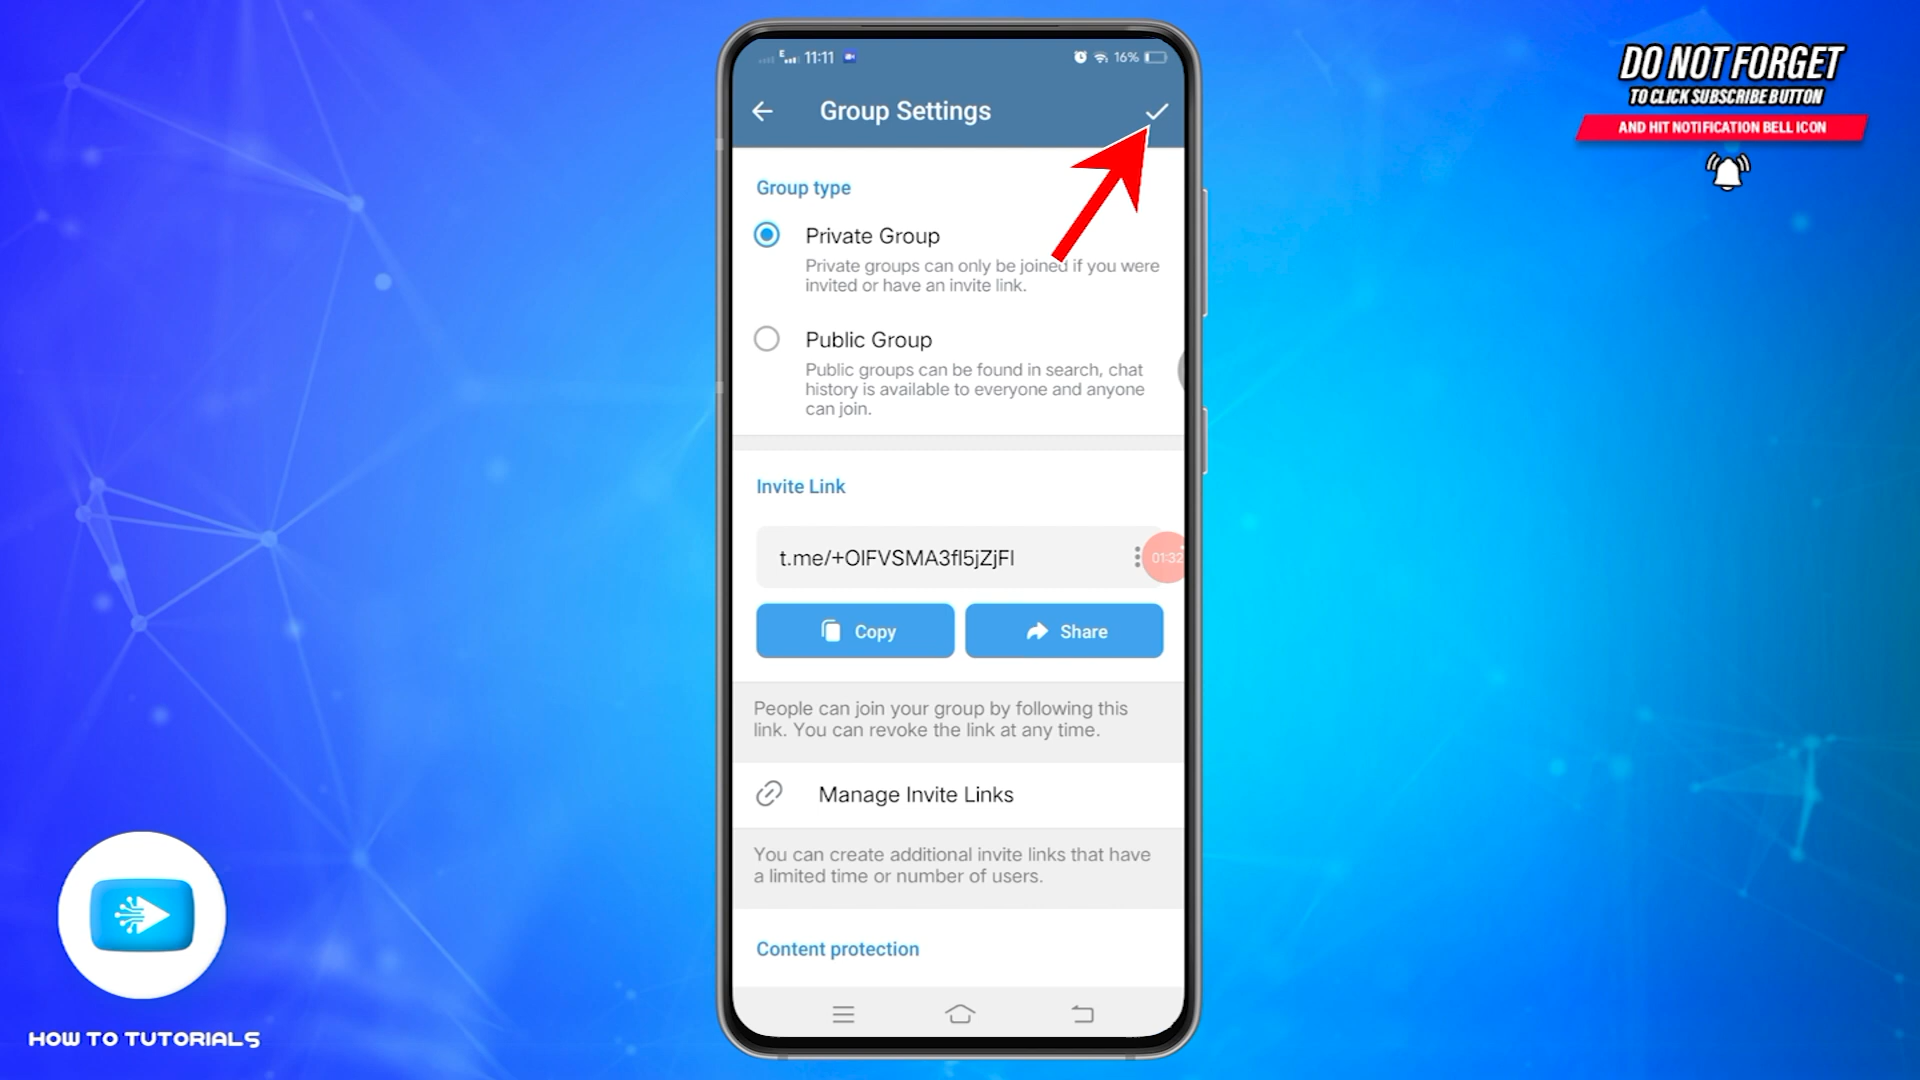 DO NOT FORGET
TO CLICK SUBSCRIBE BUTTON
AND HIT NOTIFICATION BELL ICON
E 11:11
16%
Group Settings
Group type
Private Group
Private groups can only be joined if you were
invited or have an invite link.
Public Group
Public groups can be found in search, chat
history is available to everyone and anyone
can join.
Invite Link
t.me/+OlFVSMA3fl5jZjFl
01:32
Copy
Share
People can join your group by following this
link. You can revoke the link at any time.
Manage Invite Links
You can create additional invite links that have
a limited time or number of users.
Content protection
HOW TO TUTORIALS